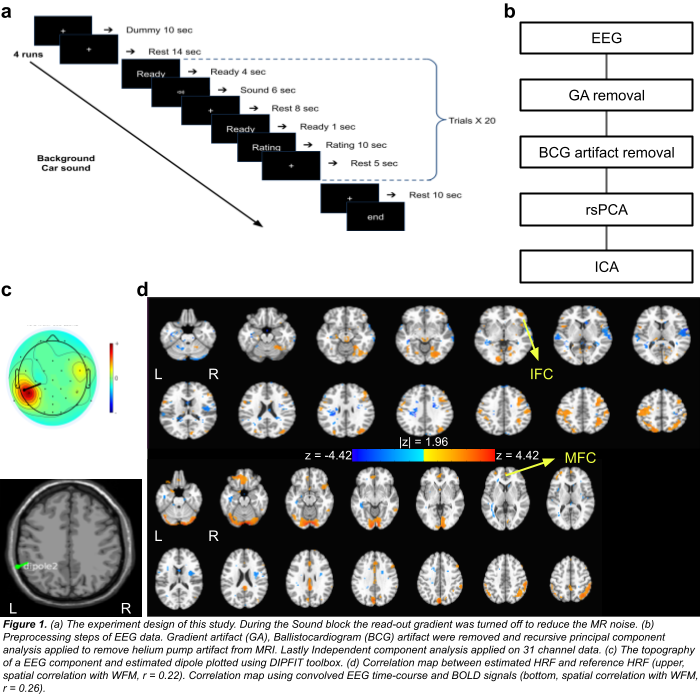 a
4 runs
Dummy 10 sec
Rest 14 sec
Ready
Ready 4 sec
Sound 6 sec
Rest 8 sec
Ready
Ready 1 sec
Rating
Rating 10 sec
Rest 5 sec
Trials X 20
Background
Car sound
Rest 10 sec
end
b
EEG
GA removal
BCG artifact removal
rsPCA
ICA
c
dipole2
L
R
d
L
R
IFC
|z| = 1.96
z = -4.42
z = 4.42
MFC
L
R
Figure 1. (a) The experiment design of this study. During the Sound block the read-out gradient was turned off to reduce the MR noise. (b)
Preprocessing steps of EEG data. Gradient artifact (GA), Ballistocardiogram (BCG) artifact were removed and recursive principal component
analysis applied to remove helium pump artifact from MRI. Lastly Independent component analysis applied on 31 channel data. (c) The topography
of a EEG component and estimated dipole plotted using DIPFIT toolbox. (d) Correlation map between estimated HRF and reference HRF (upper,
spatial correlation with WFM, r = 0.22). Correlation map using convolved EEG time-course and BOLD signals (bottom, spatial correlation with WFM,
r = 0.26).